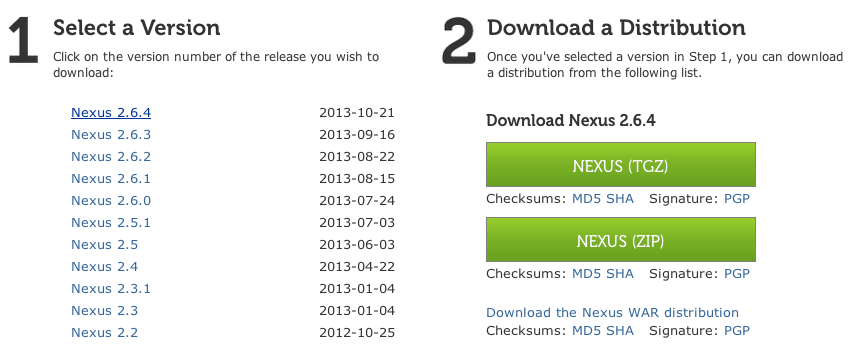 1 Select a Version
Click on the version number of the release you wish to
download:
Nexus 2.6.4 2013-10-21
Nexus 2.6.3 2013-09-16
Nexus 2.6.2 2013-08-22
Nexus 2.6.1 2013-08-15
Nexus 2.6.0 2013-07-24
Nexus 2.5.1 2013-07-03
Nexus 2.5 2013-06-03
Nexus 2.4 2013-04-22
Nexus 2.3.1 2013-01-04
Nexus 2.3 2013-01-04
Nexus 2.2 2012-10-25
2 Download a Distribution
Once you've selected a version in Step 1, you can download
a distribution from the following list.
Download Nexus 2.6.4
NEXUS (TGZ)
Checksums: MD5 SHA Signature: PGP
NEXUS (ZIP)
Checksums: MD5 SHA Signature: PGP
Download the Nexus WAR distribution
Checksums: MD5 SHA Signature: PGP